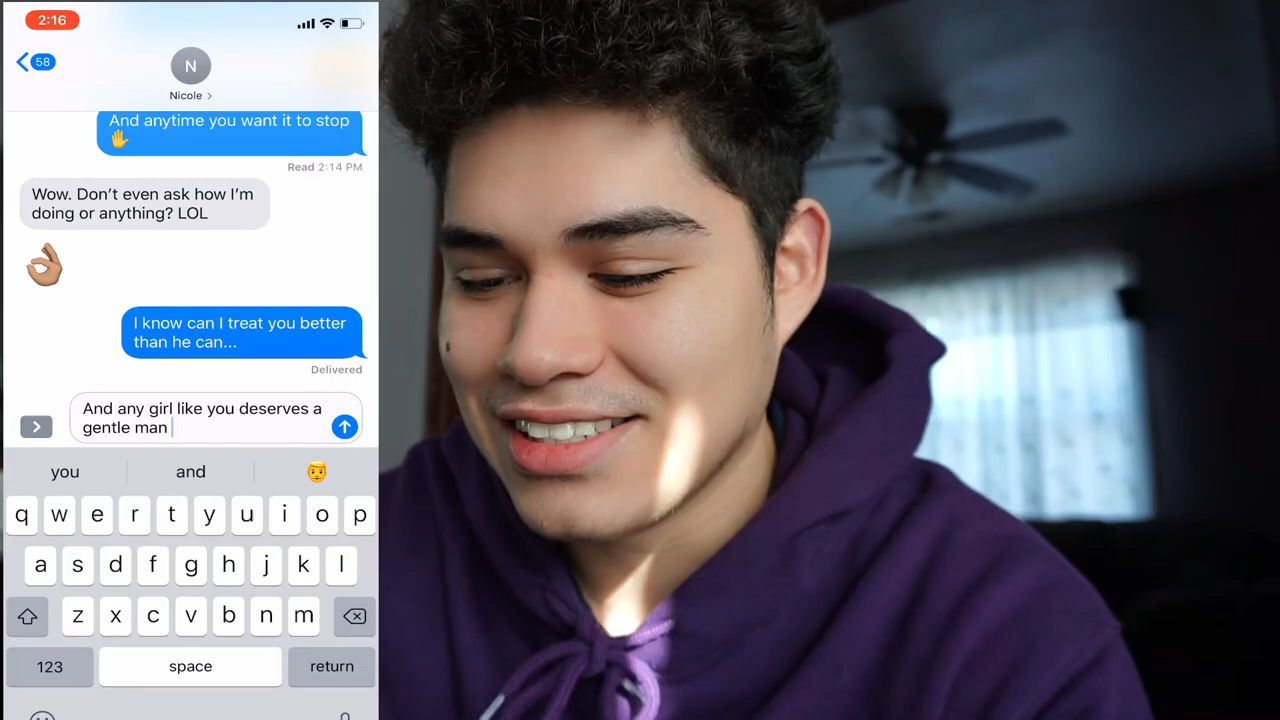 2:16
58
N
Nicole >
And anytime you want it to stop
✋
Read 2:14 PM
Wow. Don't even ask how I'm
doing or anything? LOL
👌🏽
I know can I treat you better
than he can...
Delivered
And any girl like you deserves a
gentle man
you and 👨
q w e r t y u i o p
a s d f g h j k l
z x c v b n m
123 space return